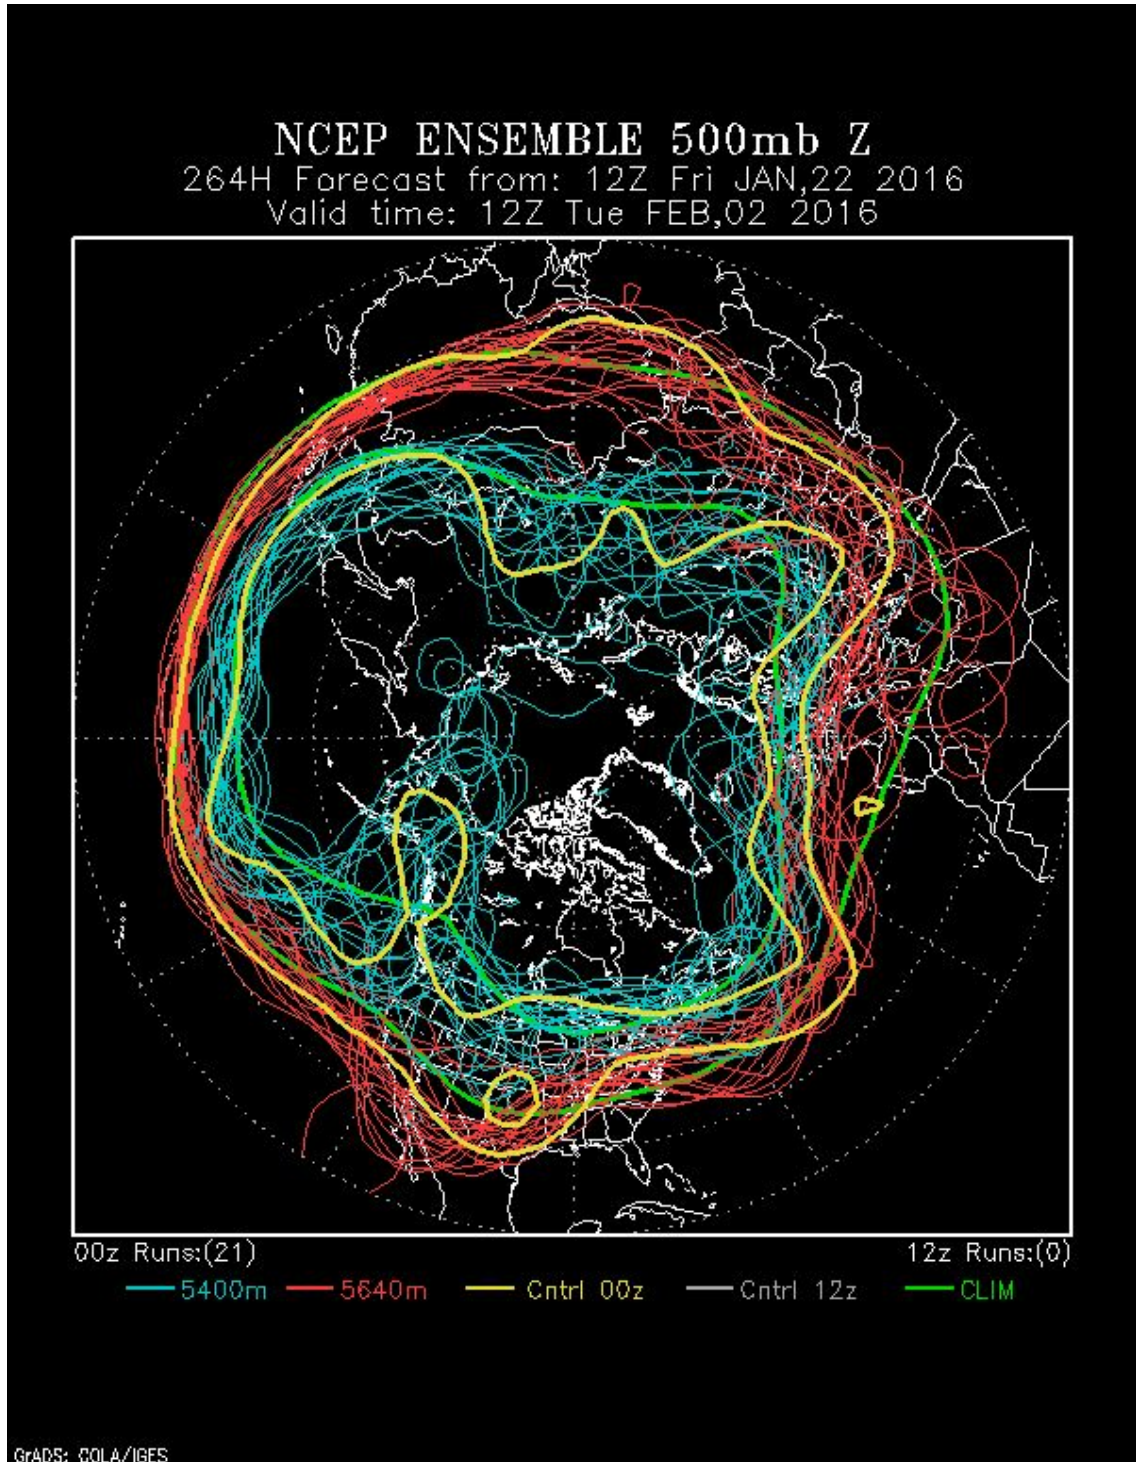 NCEP ENSEMBLE 500mb Z
264H Forecast from: 12Z Fri JAN,22 2016
Valid time: 12Z Tue FEB,02 2016
00z Runs:(21) 12z Runs:(0)
5400m 5640m Cntrl 00z Cntrl 12z CLIM
GrADS: COLA/IGES